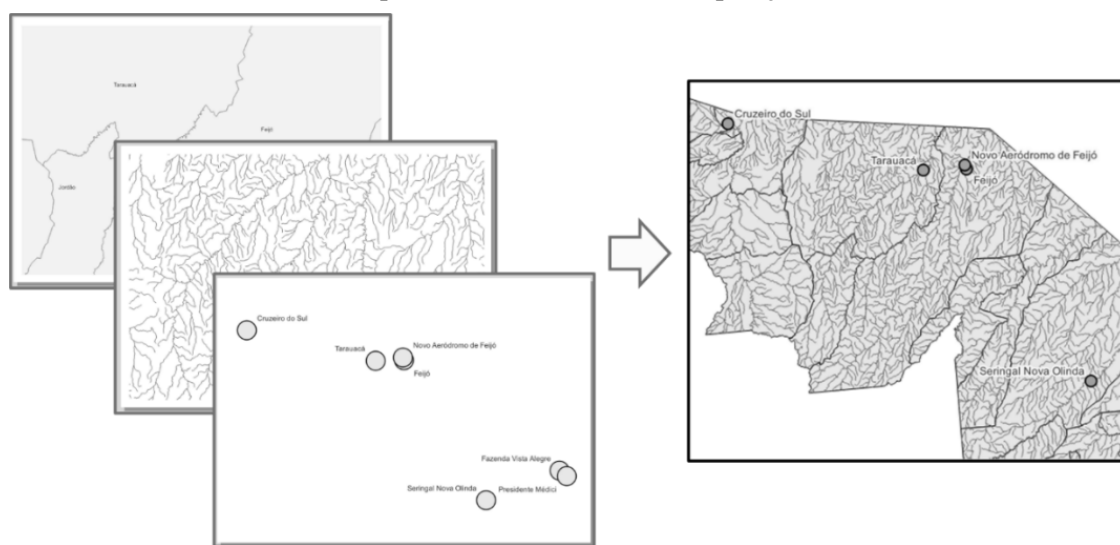 Tarauacá
Feijó
Jordão
Cruzeiro do Sul
Tarauacá
Novo Aeródromo de Feijó
Feijó
Fazenda Vista Alegre
Seringal Nova Olinda
Presidente Médici
Cruzeiro do Sul
Tarauacá
Novo Aeródromo de Feijó
Feijó
Seringal Nova Olinda